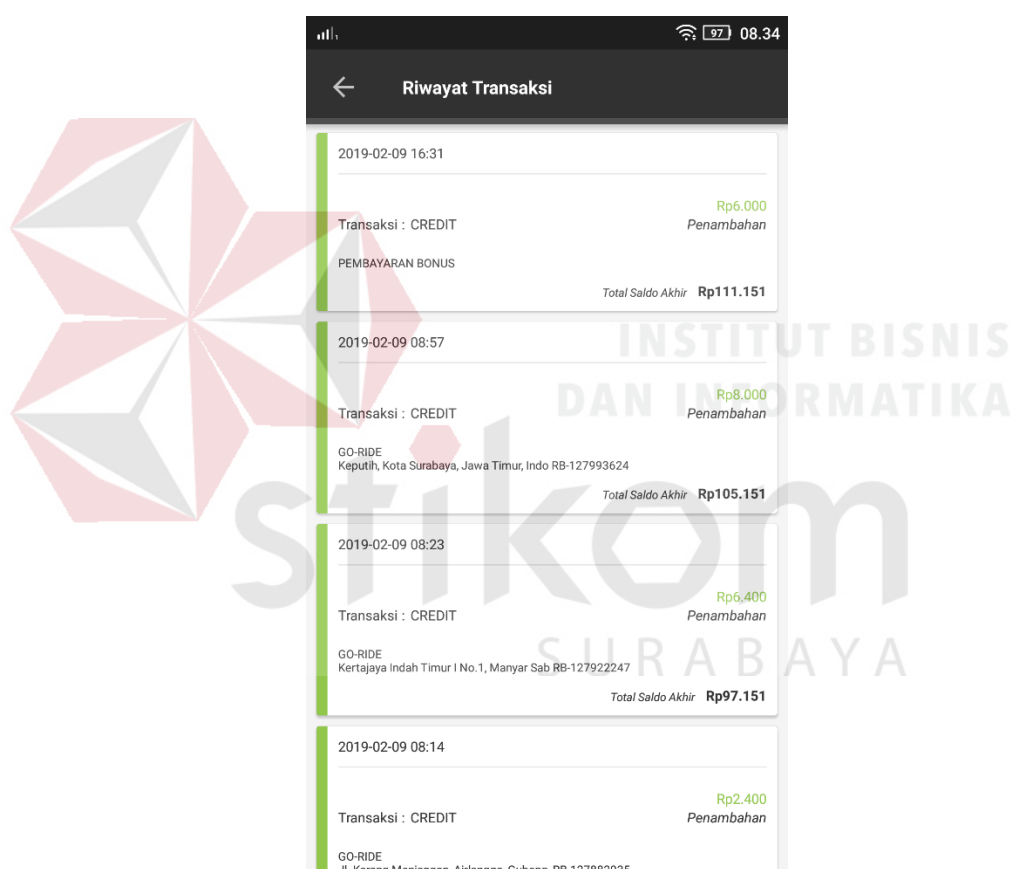 08.34
97
Riwayat Transaksi
2019-02-09 16:31
Rp6.000
Transaksi : CREDIT Penambahan
PEMBAYARAN BONUS
Total Saldo Akhir Rp111.151
2019-02-09 08:57
Rp8.000
Transaksi : CREDIT Penambahan
GO-RIDE
Keputih, Kota Surabaya, Jawa Timur, Indo RB-127993624
Total Saldo Akhir Rp105.151
2019-02-09 08:23
Rp6.400
Transaksi : CREDIT Penambahan
GO-RIDE
Kertajaya Indah Timur I No.1, Manyar Sab RB-127922247
Total Saldo Akhir Rp97.151
2019-02-09 08:14
Rp2.400
Transaksi : CREDIT Penambahan
GO-RIDE
INSTITUT BISNIS
DAN INFORMATIKA
stikom
SURABAYA